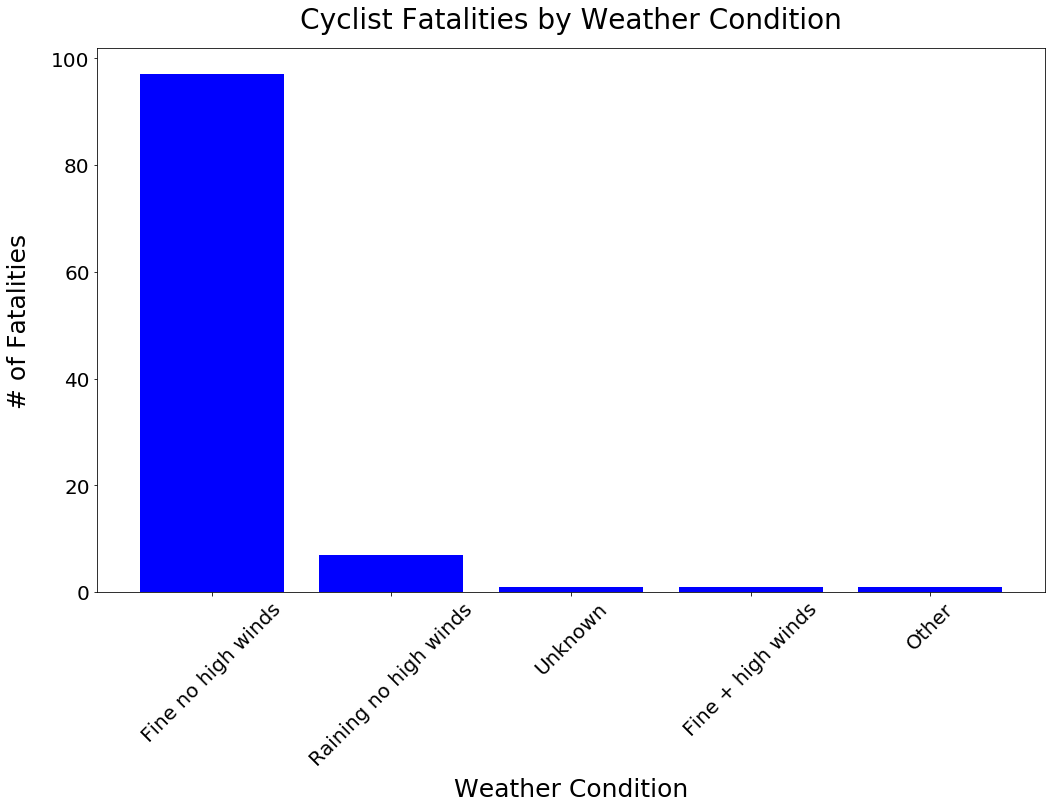 Cyclist Fatalities by Weather Condition
# of Fatalities
100
80
60
40
20
0
Fine no high winds
Raining no high winds
Unknown
Fine + high winds
Other
Weather Condition